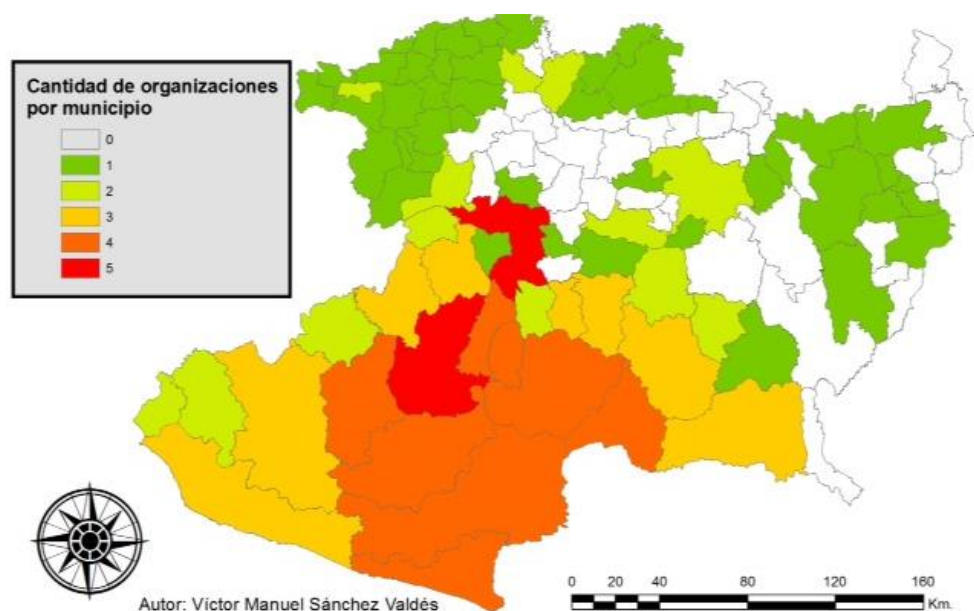 Cantidad de organizaciones
por municipio
0
1
2
3
4
5
0 20 40 80 120 160
Km.
Autor: Víctor Manuel Sánchez Valdés